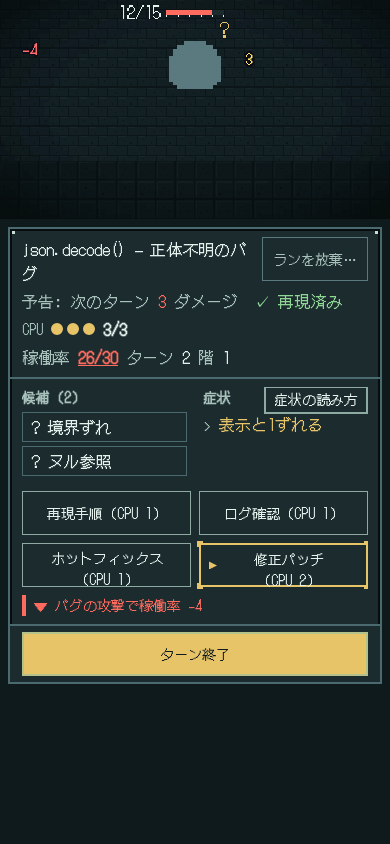 12/15
?
-4
3
json.decode() — 正体不明のバ
グ
ランを放棄…
予告: 次のターン 3 ダメージ ✓ 再現済み
CPU 3/3
稼働率 26/30 ターン 2 階 1
候補 (2)
症状
症状の読み方
? 境界ずれ
› 表示と1ずれる
? ヌル参照
再現手順 (CPU 1)
ログ確認 (CPU 1)
ホットフィックス
(CPU 1)
▶ 修正パッチ
(CPU 2)
▼ バグの攻撃で稼働率 -4
ターン終了